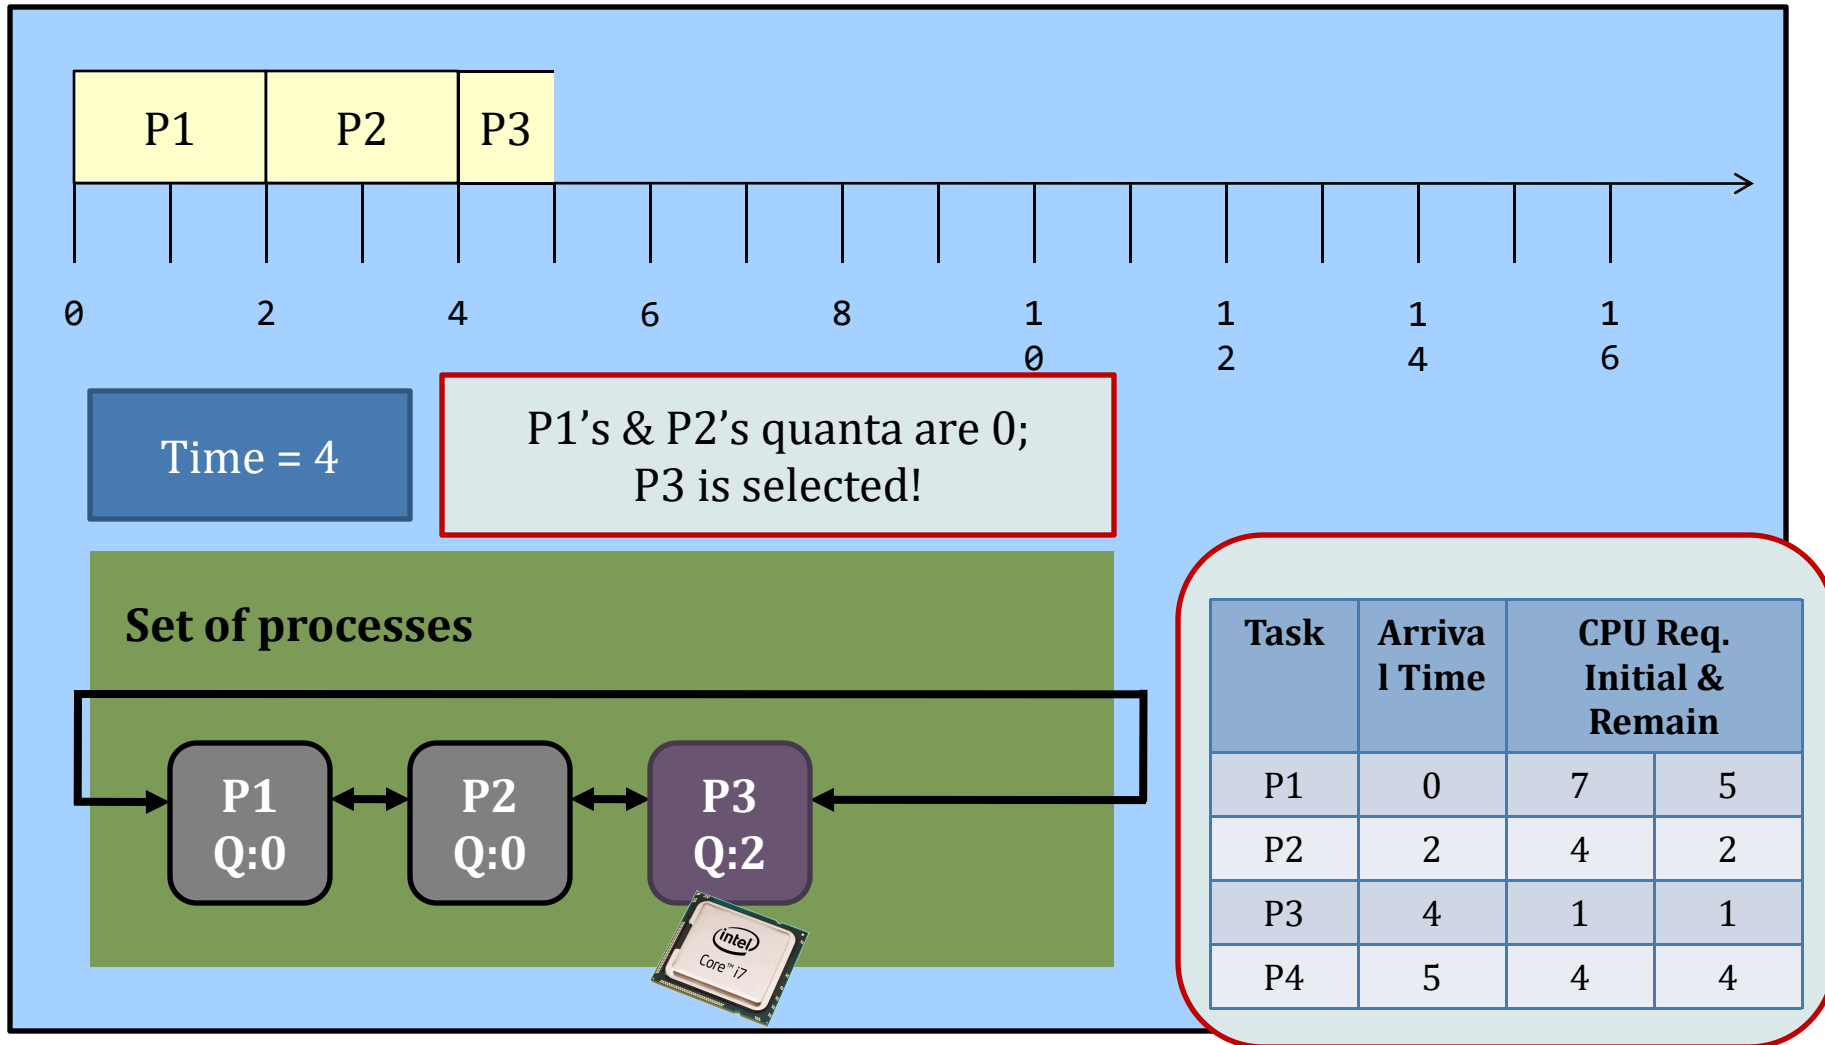 P1 P2 P3
0 2 4 6 8 1 1 1 1
0 2 4 6
Time = 4
P1’s & P2’s quanta are 0;
P3 is selected!
Set of processes
P1 P2 P3
Q:0 Q:0 Q:2
intel
Core™ i7
Task Arriva CPU Req.
l Time Initial &
Remain
P1 0 7 5
P2 2 4 2
P3 4 1 1
P4 5 4 4